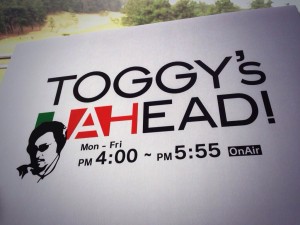 TOGGY's
AHEAD!
Mon - Fri
PM 4:00 ~ PM 5:55 OnAir